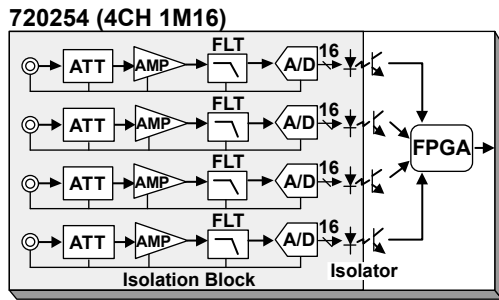 720254 (4CH 1M16)
FLT
ATT AMP A/D 16
FLT
ATT AMP A/D 16
FPGA
FLT
ATT AMP A/D 16
FLT
ATT AMP A/D 16
Isolation Block Isolator